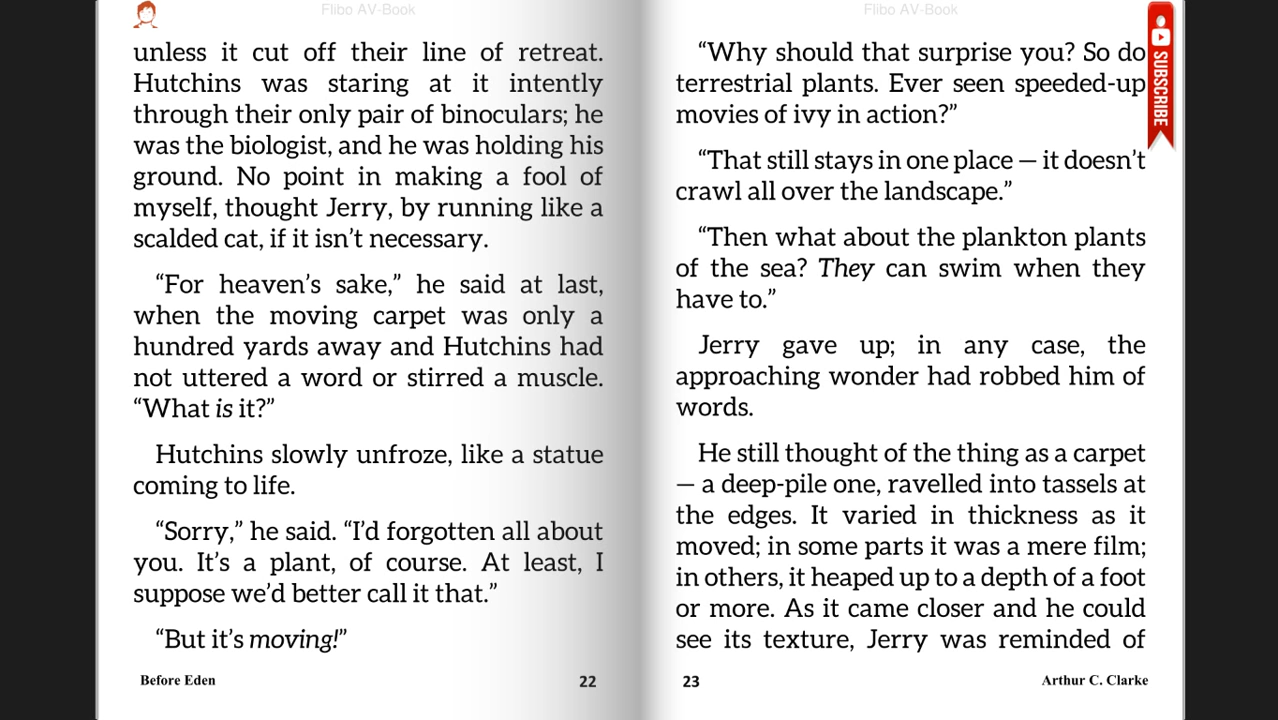 Flibo AV-Book
unless it cut off their line of retreat.
Hutchins was staring at it intently
through their only pair of binoculars; he
was the biologist, and he was holding his
ground. No point in making a fool of
myself, thought Jerry, by running like a
scalded cat, if it isn’t necessary.
“For heaven’s sake,” he said at last,
when the moving carpet was only a
hundred yards away and Hutchins had
not uttered a word or stirred a muscle.
“What is it?”
Hutchins slowly unfroze, like a statue
coming to life.
“Sorry,” he said. “I’d forgotten all about
you. It’s a plant, of course. At least, I
suppose we’d better call it that.”
“But it’s moving!”
Before Eden
22
Flibo AV-Book
SUBSCRIBE
“Why should that surprise you? So do
terrestrial plants. Ever seen speeded-up
movies of ivy in action?”
“That still stays in one place — it doesn’t
crawl all over the landscape.”
“Then what about the plankton plants
of the sea? They can swim when they
have to.”
Jerry gave up; in any case, the
approaching wonder had robbed him of
words.
He still thought of the thing as a carpet
— a deep-pile one, ravelled into tassels at
the edges. It varied in thickness as it
moved; in some parts it was a mere film;
in others, it heaped up to a depth of a foot
or more. As it came closer and he could
see its texture, Jerry was reminded of
23
Arthur C. Clarke